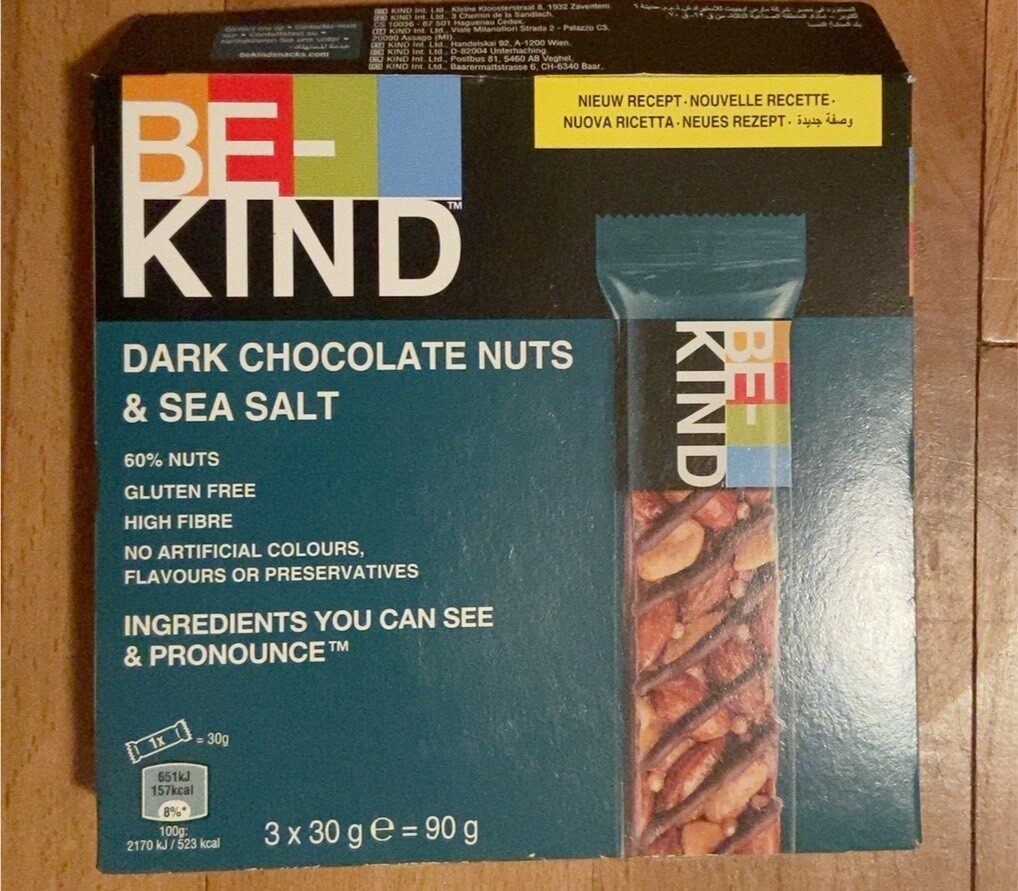 Contactez-nous
bekindsnacks.com
KIND Int. Ltd., Kleine Kloosterstraat 8, 1932 Zaventem.
KIND Int. Ltd., 3 Chemin de la Sandlach,
CS 10036 - 67 501 Haguenau Cedex.
KIND Int. Ltd., Viale Milanofiori Strada 2 - Palazzo C3,
20090 Assago (MI).
KIND Int. Ltd., Handelskai 92, A-1200 Wien.
KIND Int. Ltd., D-82004 Unterhaching.
KIND Int. Ltd., Postbus 81, 5460 AB Veghel.
KIND Int. Ltd., Baarermattstrasse 6, CH-6340 Baar.
BE-
KIND™
NIEUW RECEPT · NOUVELLE RECETTE ·
NUOVA RICETTA · NEUES REZEPT · وصفة جديدة
DARK CHOCOLATE NUTS
& SEA SALT
60% NUTS
GLUTEN FREE
HIGH FIBRE
NO ARTIFICIAL COLOURS,
FLAVOURS OR PRESERVATIVES
INGREDIENTS YOU CAN SEE
& PRONOUNCE™
1x = 30g
651kJ
157kcal
8%*
100g:
2170 kJ / 523 kcal
3 x 30 g e = 90 g
BE-
KIND